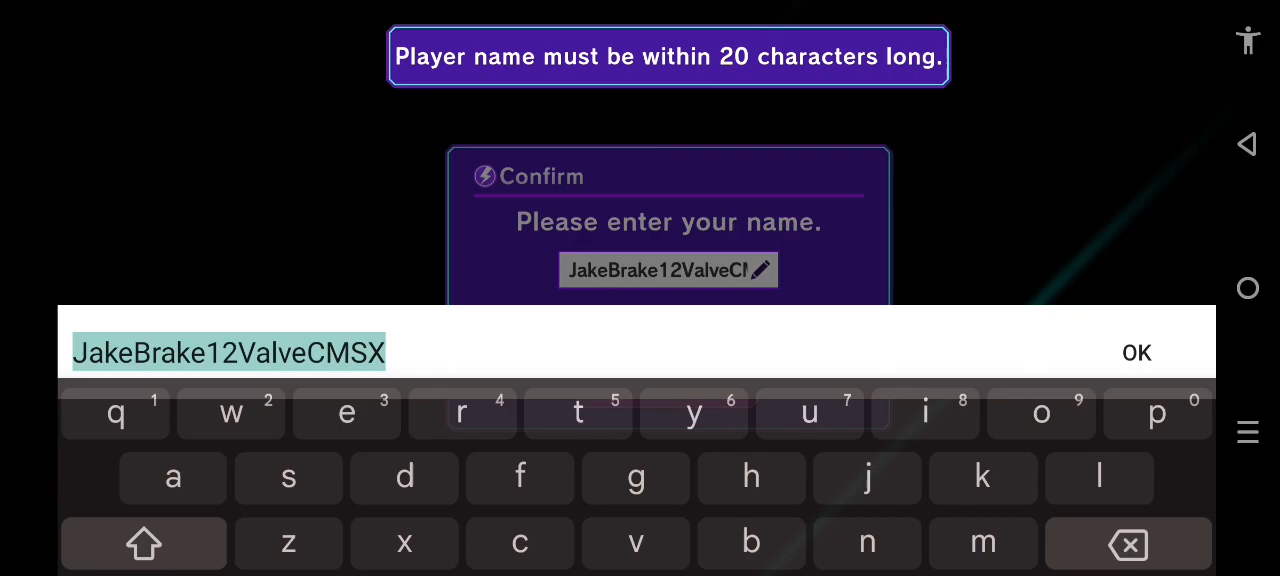 Player name must be within 20 characters long.
Confirm
Please enter your name.
JakeBrake12ValveCM
JakeBrake12ValveCMSX
OK
q 1 w 2 e 3 r 4 t 5 y 6 u 7 i 8 o 9 p 0
a s d f g h j k l
z x c v b n m